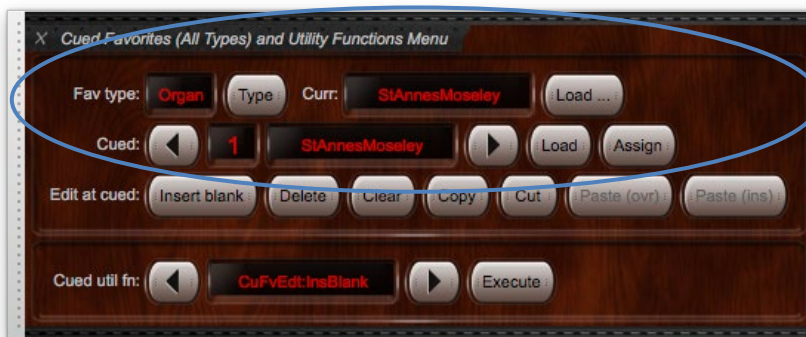 X Cued Favorites (All Types) and Utility Functions Menu
Fav type: Organ Type Curr: StAnnesMoseley Load ...
Cued: 1 StAnnesMoseley Load Assign
Edit at cued: Insert blank Delete Clear Copy Cut Paste (ovr) Paste (ins)
Cued util fn: CuFvEdt:InsBlank Execute